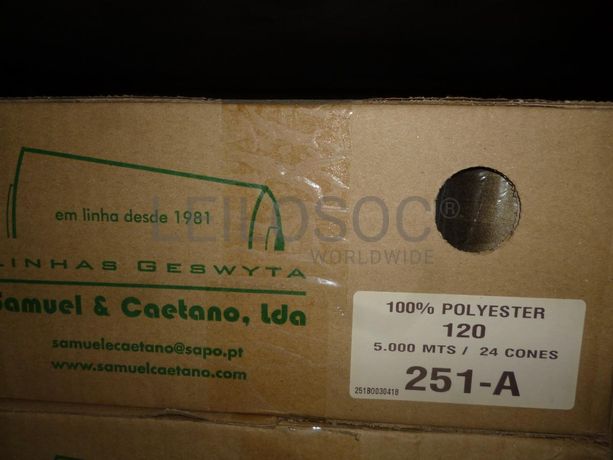 em linha desde 1981
LINHAS GESWYTA
Samuel & Caetano, Lda
samuelecaetano@sapo.pt
www.samuelcaetano.com
LEILOSOC®
WORLDWIDE
100% POLYESTER
120
5.000 MTS / 24 CONES
251-A
251B0030418